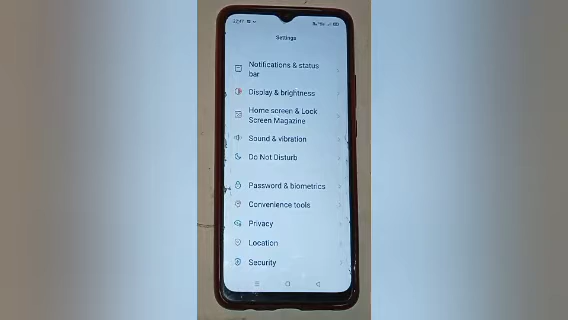 Settings
Notifications & status
bar
Display & brightness
Home screen & Lock
Screen Magazine
Sound & vibration
Do Not Disturb
Password & biometrics
Convenience tools
Privacy
Location
Security